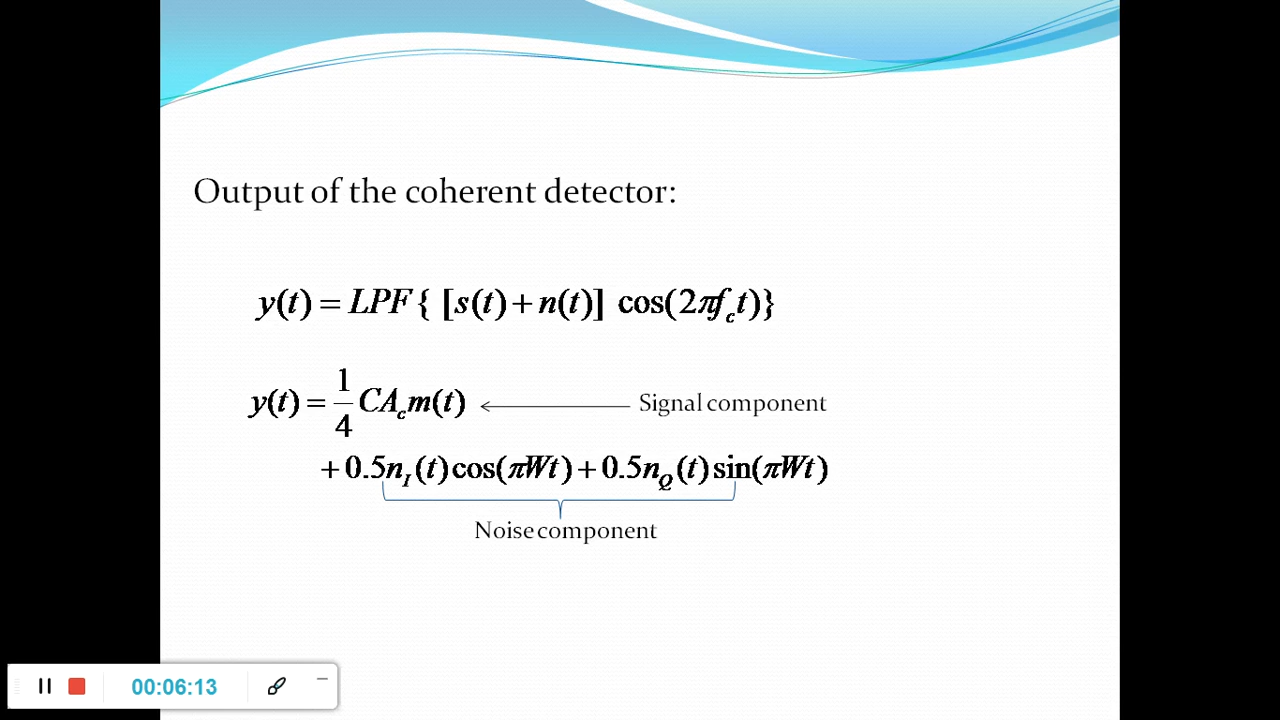 Output of the coherent detector:
y(t) = LPF{ [s(t) + n(t)] cos(2πf_c t)}
y(t) = 1/4 CA_c m(t) Signal component
+ 0.5n_I (t) cos(πWt) + 0.5n_Q (t) sin(πWt)
Noise component
00:06:13